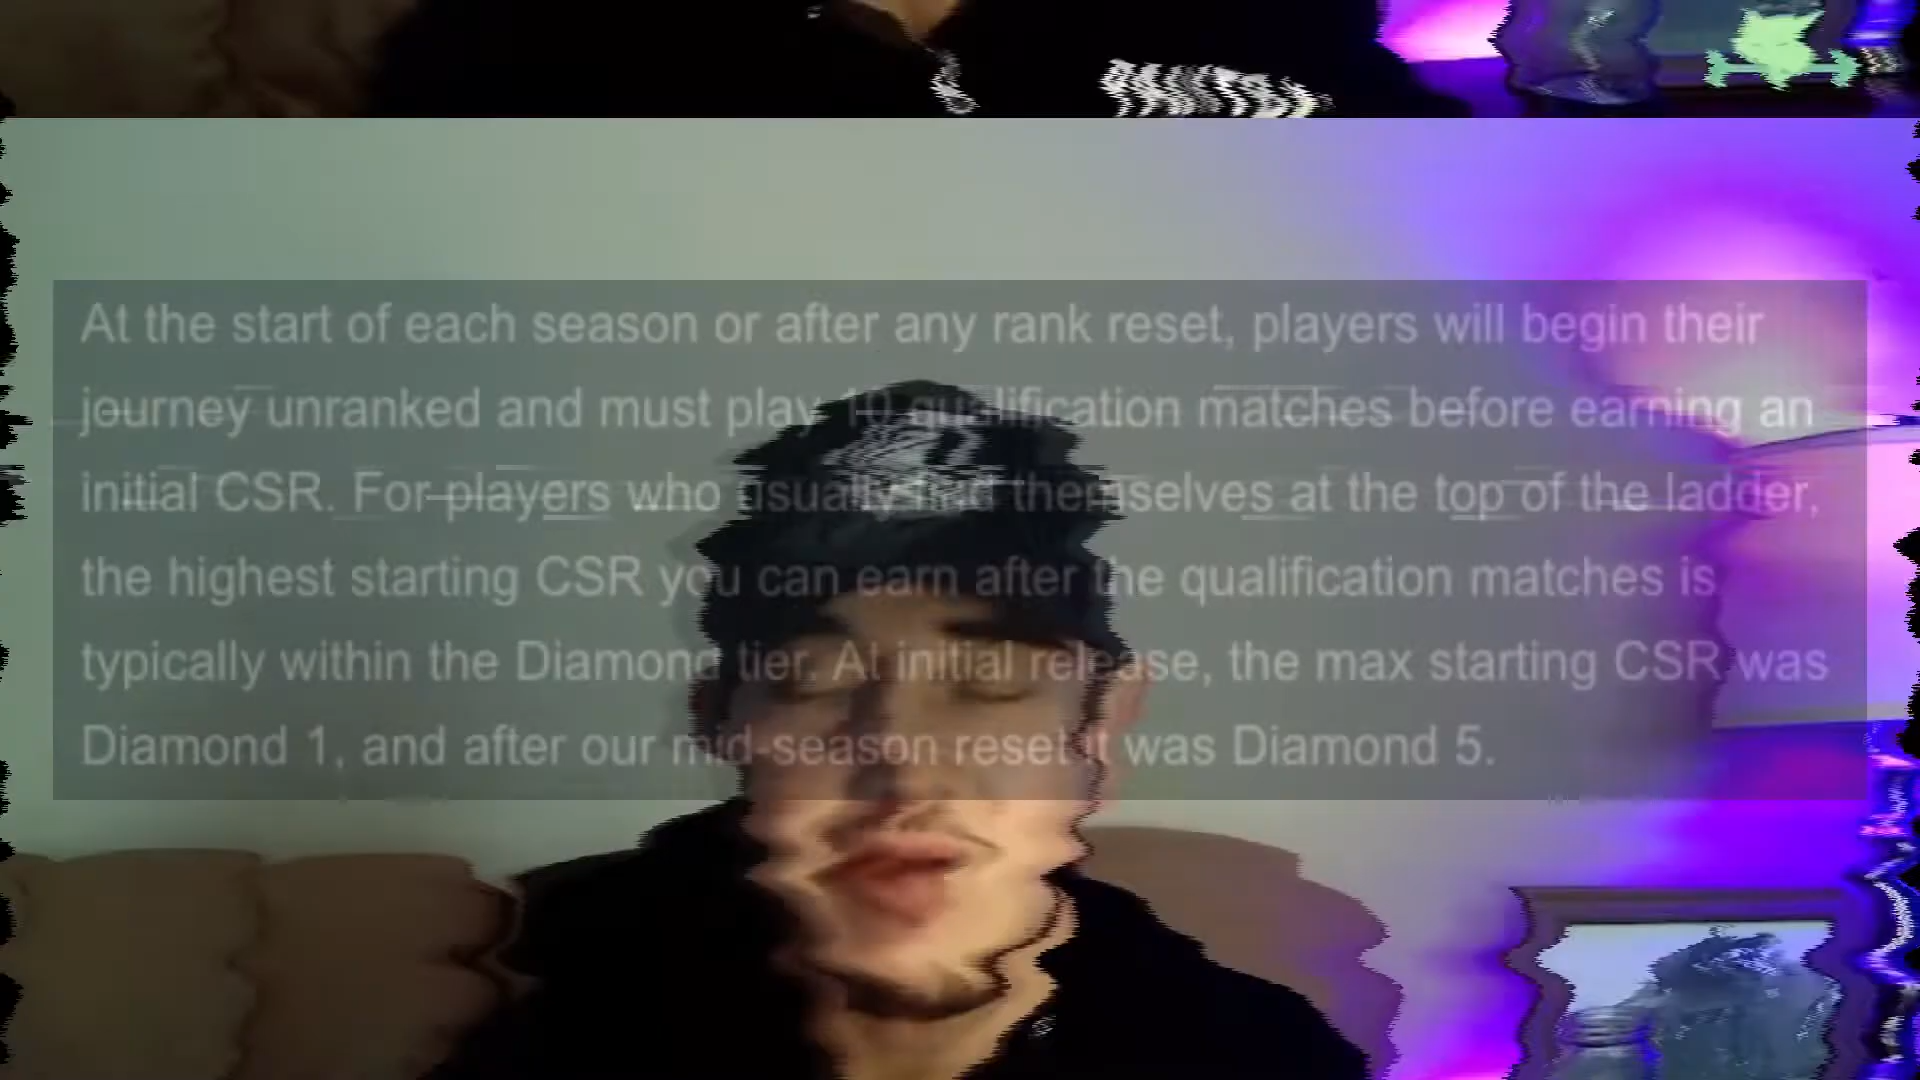 At the start of each season or after any rank reset, players will begin their
journey unranked and must play 10 qualification matches before earning an
initial CSR. For players who usually find themselves at the top of the ladder,
the highest starting CSR you can earn after the qualification matches is
typically within the Diamond tier. At initial release, the max starting CSR was
Diamond 1, and after our mid-season reset it was Diamond 5.